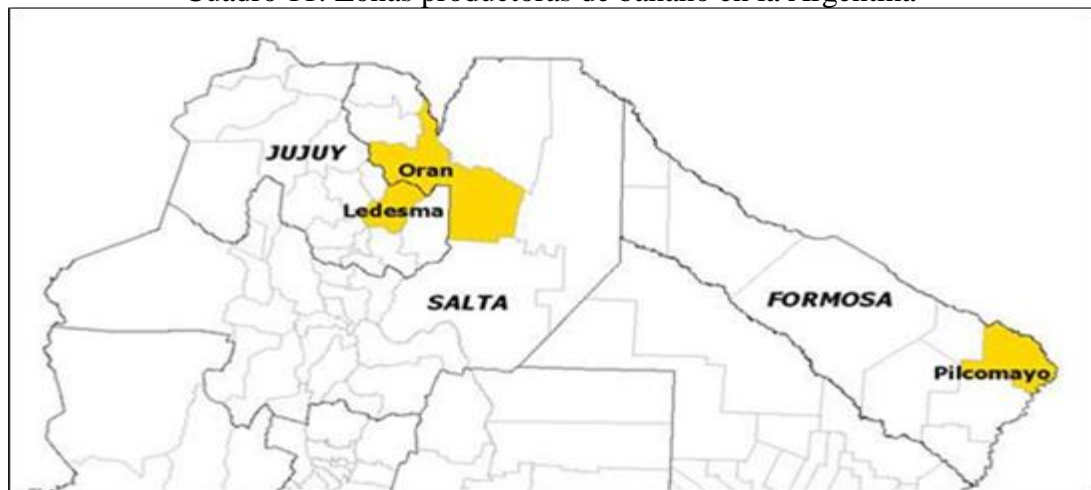 Cuadro 11. Zonas productoras de banano en la Argentina
JUJUY
Oran
Ledesma
SALTA
FORMOSA
Pilcomayo